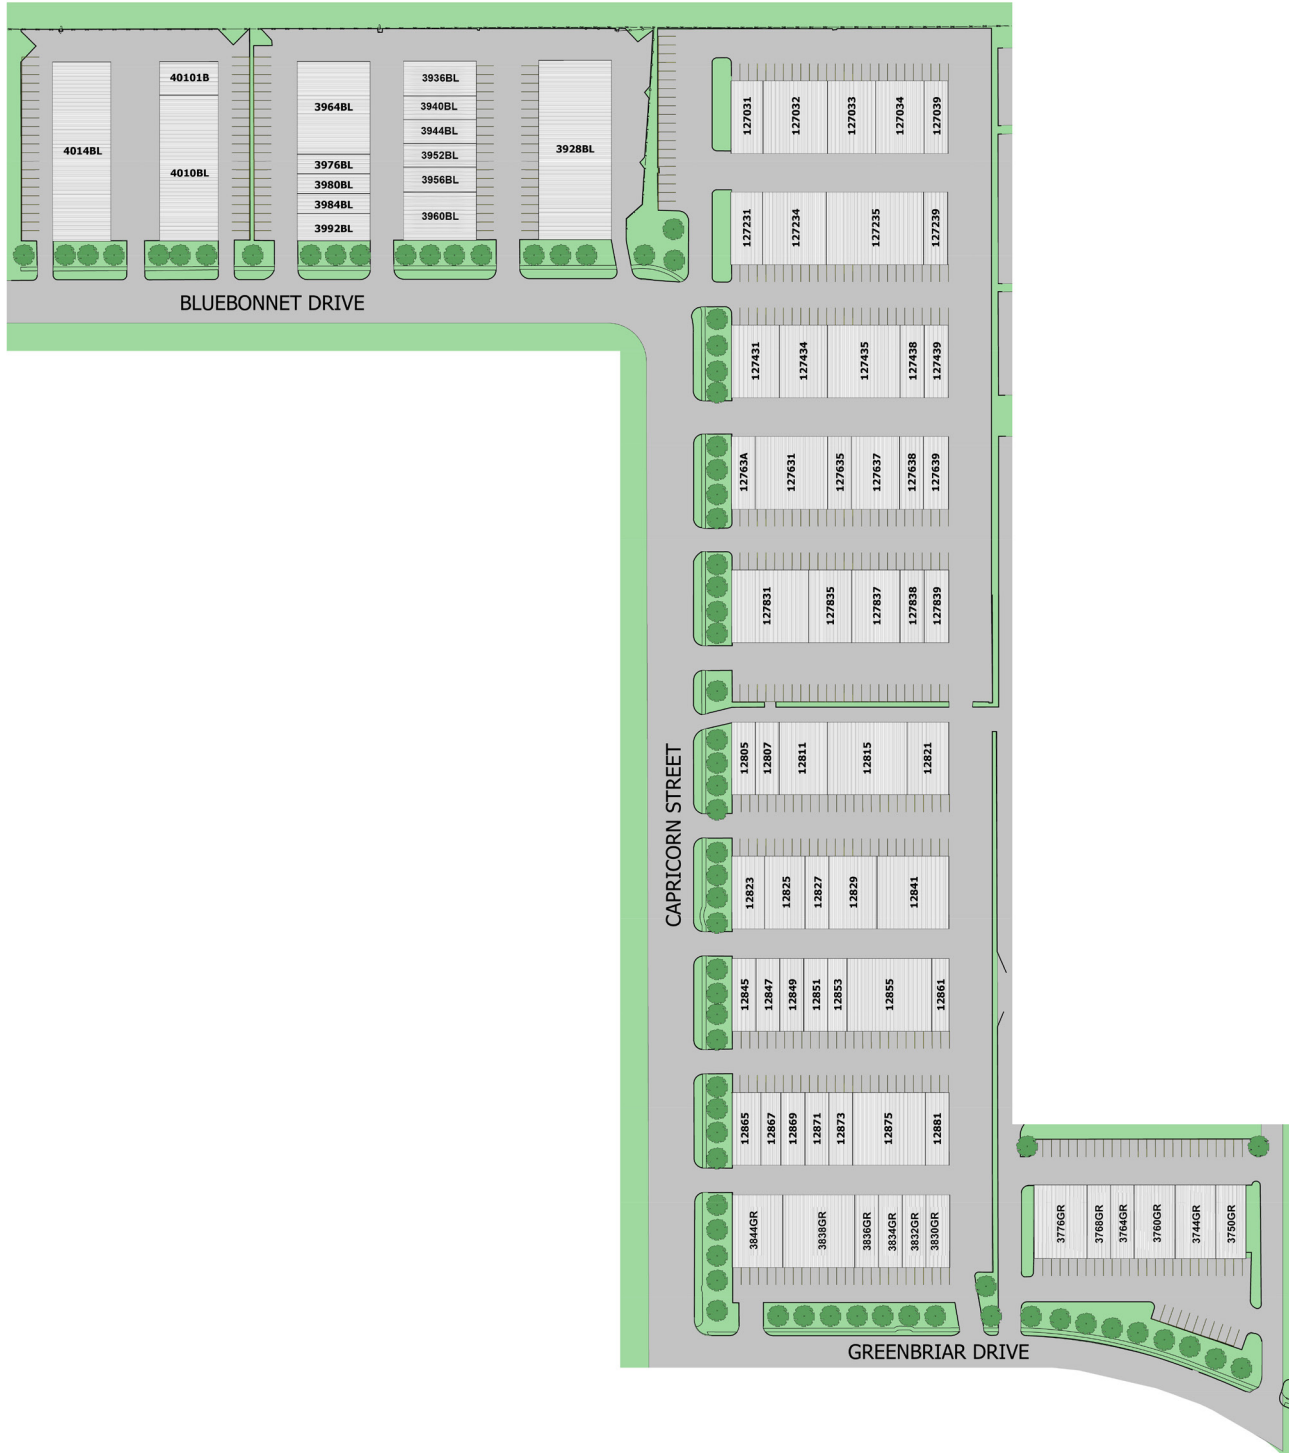 40101B
4014BL
4010BL
3964BL
3976BL
3980BL
3984BL
3992BL
3936BL
3940BL
3944BL
3952BL
3956BL
3960BL
3928BL
BLUEBONNET DRIVE
127031
127032
127033
127034
127039
127231
127234
127235
127239
127431
127434
127435
127438
127439
12763A
127631
127635
127637
127638
127639
127831
127835
127837
127838
127839
CAPRICORN STREET
12805
12807
12811
12815
12821
12823
12825
12827
12829
12841
12845
12847
12849
12851
12853
12855
12861
12865
12867
12869
12871
12873
12875
12881
3844GR
3838GR
3836GR
3834GR
3832GR
3830GR
3776GR
3768GR
3764GR
3760GR
3744GR
3750GR
GREENBRIAR DRIVE